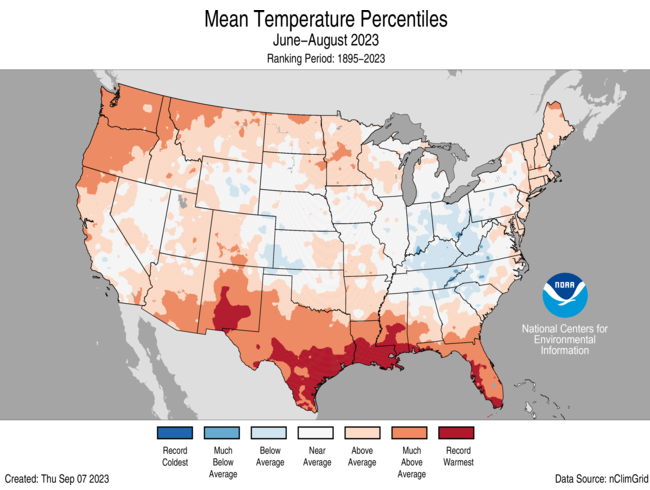 Mean Temperature Percentiles
June–August 2023
Ranking Period: 1895–2023
NOAA
National Centers for
Environmental
Information
Record
Coldest
Much
Below
Average
Below
Average
Near
Average
Above
Average
Much
Above
Average
Record
Warmest
Created: Thu Sep 07 2023
Data Source: nClimGrid